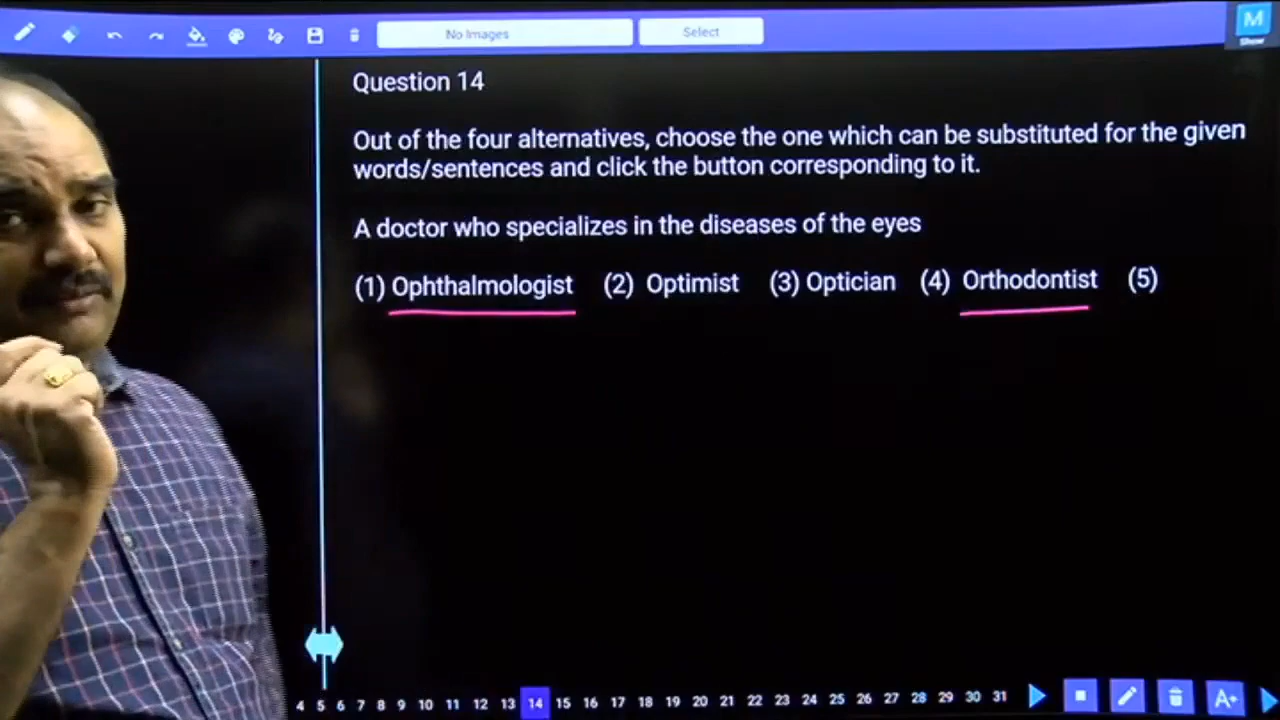 No Images Select M
Show
Question 14
Out of the four alternatives, choose the one which can be substituted for the given
words/sentences and click the button corresponding to it.
A doctor who specializes in the diseases of the eyes
(1) Ophthalmologist (2) Optimist (3) Optician (4) Orthodontist (5)
4 5 6 7 8 9 10 11 12 13 14 15 16 17 18 19 20 21 22 23 24 25 26 27 28 29 30 31 A+